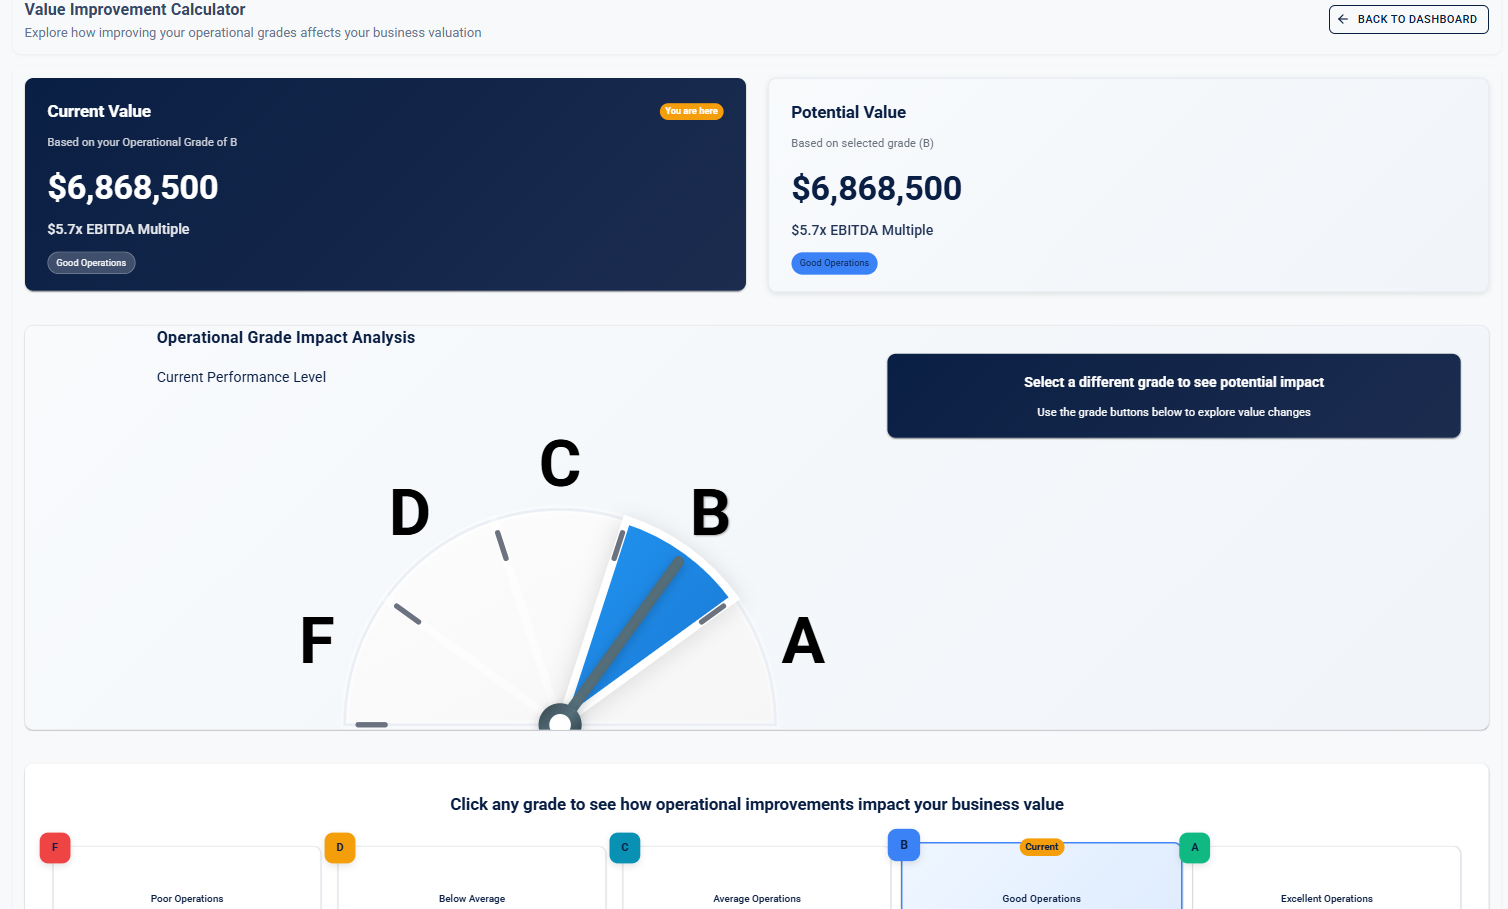 Value Improvement Calculator
Explore how improving your operational grades affects your business valuation
BACK TO DASHBOARD
Current Value
You are here
Based on your Operational Grade of B
$6,868,500
$5.7x EBITDA Multiple
Good Operations
Potential Value
Based on selected grade (B)
$6,868,500
$5.7x EBITDA Multiple
Good Operations
Operational Grade Impact Analysis
Current Performance Level
Select a different grade to see potential impact
Use the grade buttons below to explore value changes
F
D
C
B
A
Click any grade to see how operational improvements impact your business value
F
Poor Operations
D
Below Average
C
Average Operations
B
Current
Good Operations
A
Excellent Operations